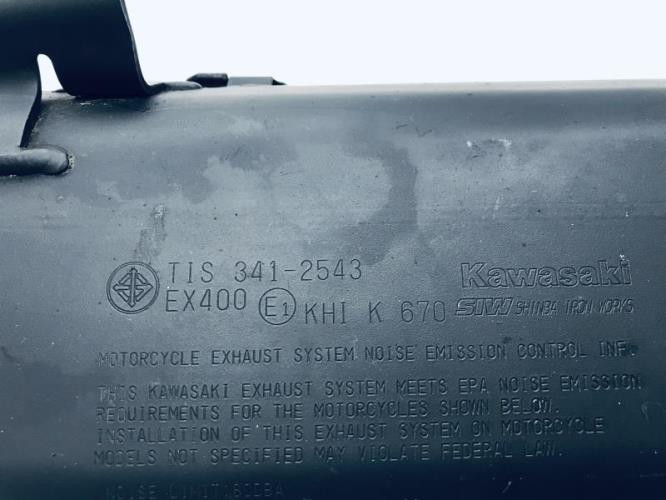 TIS 341-2543 Kawasaki
EX400 E1 KHI K 670 SIW SHINBA IRON WORKS
MOTORCYCLE EXHAUST SYSTEM NOISE EMISSION CONTROL INF.
THIS KAWASAKI EXHAUST SYSTEM MEETS EPA NOISE EMISSION
REQUIREMENTS FOR THE MOTORCYCLES SHOWN BELOW.
INSTALLATION OF THIS EXHAUST SYSTEM ON MOTORCYCLE
MODELS NOT SPECIFIED MAY VIOLATE FEDERAL LAW.